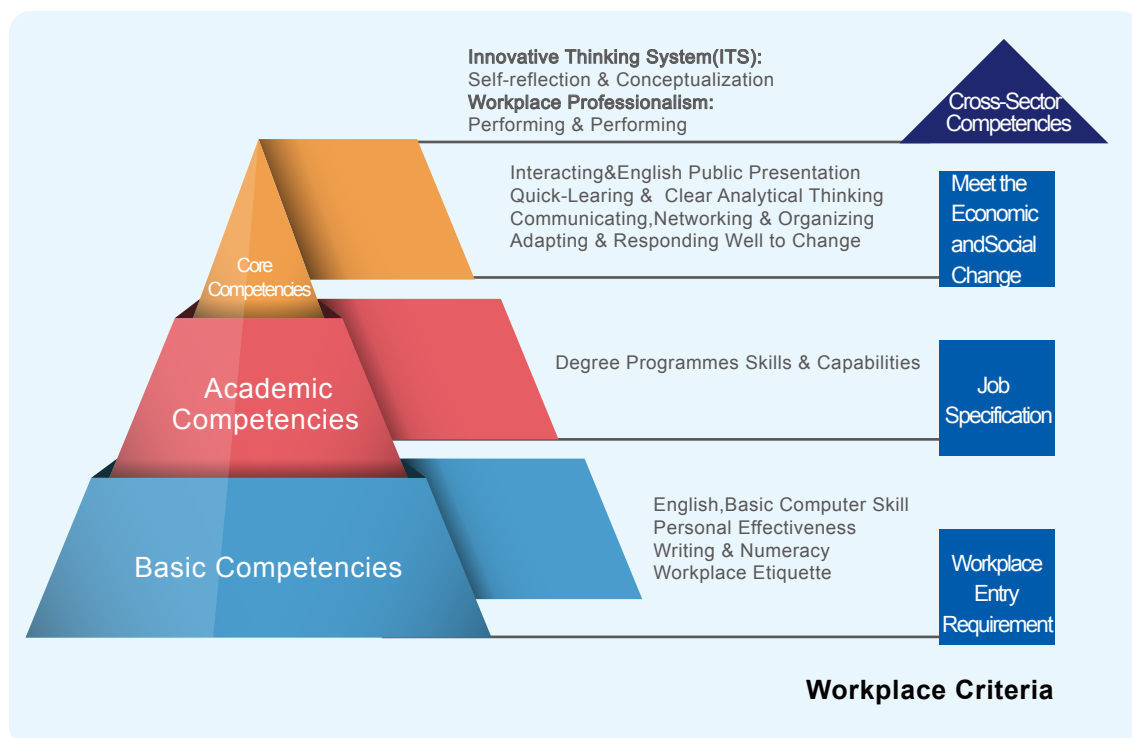 Innovative Thinking System(ITS):
Self-reflection & Conceptualization
Workplace Professionalism:
Performing & Performing
Cross-Sector
Competencles
Interacting&English Public Presentation
Quick-Learing & Clear Analytical Thinking
Communicating,Networking & Organizing
Adapting & Responding Well to Change
Meet the
Economic
andSocial
Change
Core
Competencies
Degree Programmes Skills & Capabilities
Academic
Competencies
Job
Specification
English,Basic Computer Skill
Personal Effectiveness
Writing & Numeracy
Workplace Etiquette
Basic Competencies
Workplace
Entry
Requirement
Workplace Criteria